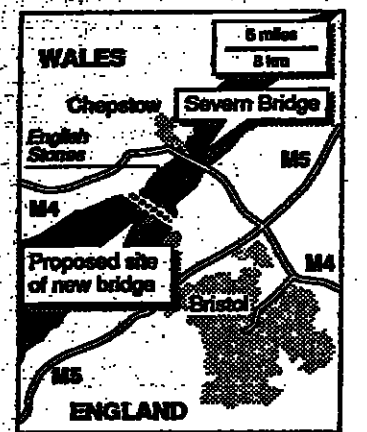 5 miles
8 km
WALES
Chepstow
Severn Bridge
English
Stones
M5
M4
Proposed site
of new bridge
M4
Bristol
M5
ENGLAND